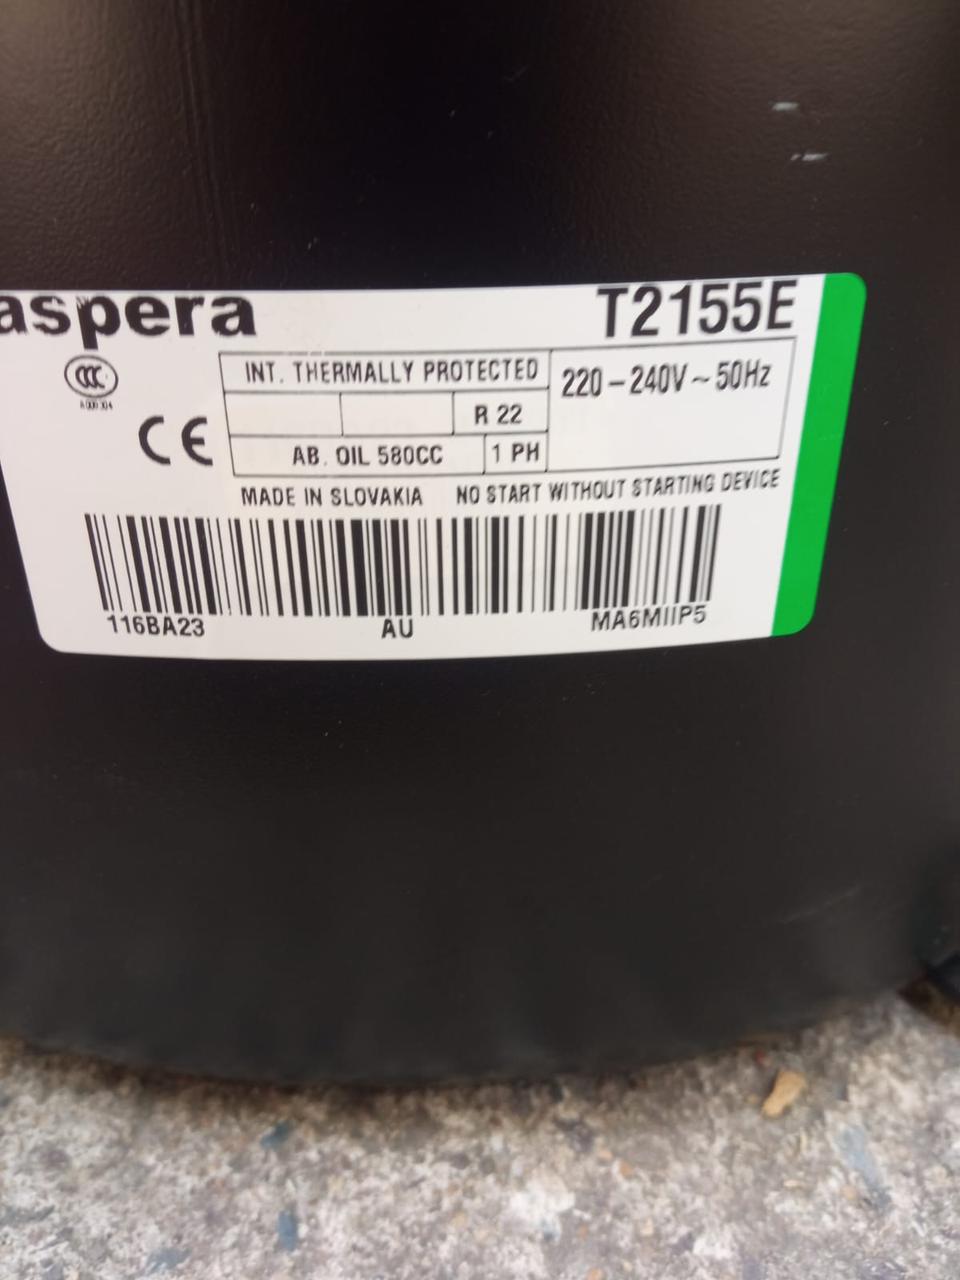 aspera
T2155E
CCC
INT. THERMALLY PROTECTED
220 – 240V ~ 50Hz
R 22
CE
AB. OIL 580CC
1 PH
MADE IN SLOVAKIA
NO START WITHOUT STARTING DEVICE
116BA23
AU
MA6MIIP5